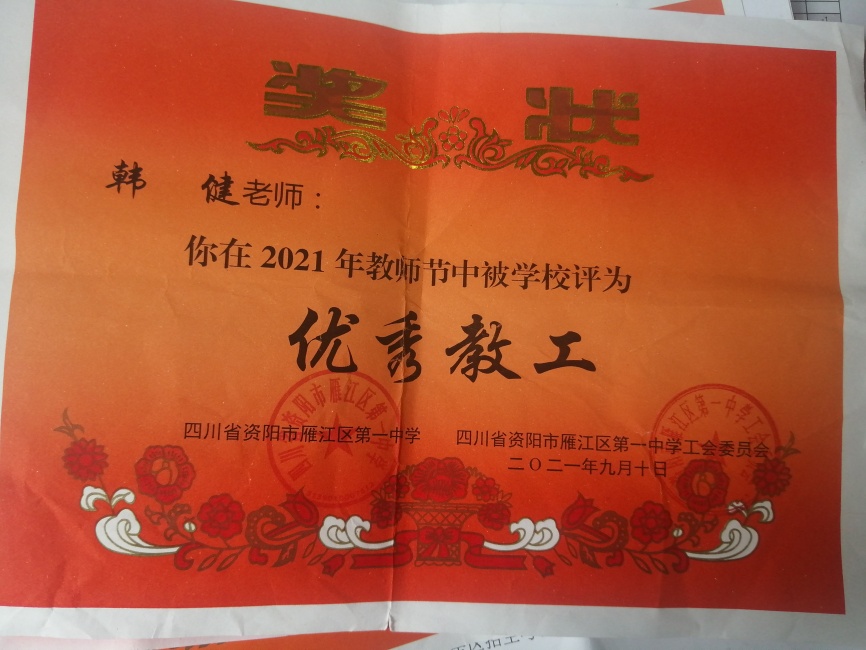 奖状
韩 健老师：
你在2021年教师节中被学校评为
优秀教工
四川省资阳市雁江区第一中学 四川省资阳市雁江区第一中学工会委员会
二〇二一年九月十日